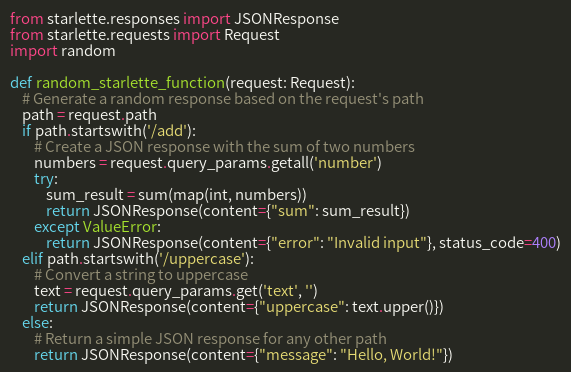 from starlette.responses import JSONResponse
from starlette.requests import Request
import random

def random_starlette_function(request: Request):
    # Generate a random response based on the request's path
    path = request.path
    if path.startswith('/add'):
        # Create a JSON response with the sum of two numbers
        numbers = request.query_params.getall('number')
        try:
            sum_result = sum(map(int, numbers))
            return JSONResponse(content={"sum": sum_result})
        except ValueError:
            return JSONResponse(content={"error": "Invalid input"}, status_code=400)
    elif path.startswith('/uppercase'):
        # Convert a string to uppercase
        text = request.query_params.get('text', '')
        return JSONResponse(content={"uppercase": text.upper()})
    else:
        # Return a simple JSON response for any other path
        return JSONResponse(content={"message": "Hello, World!"})